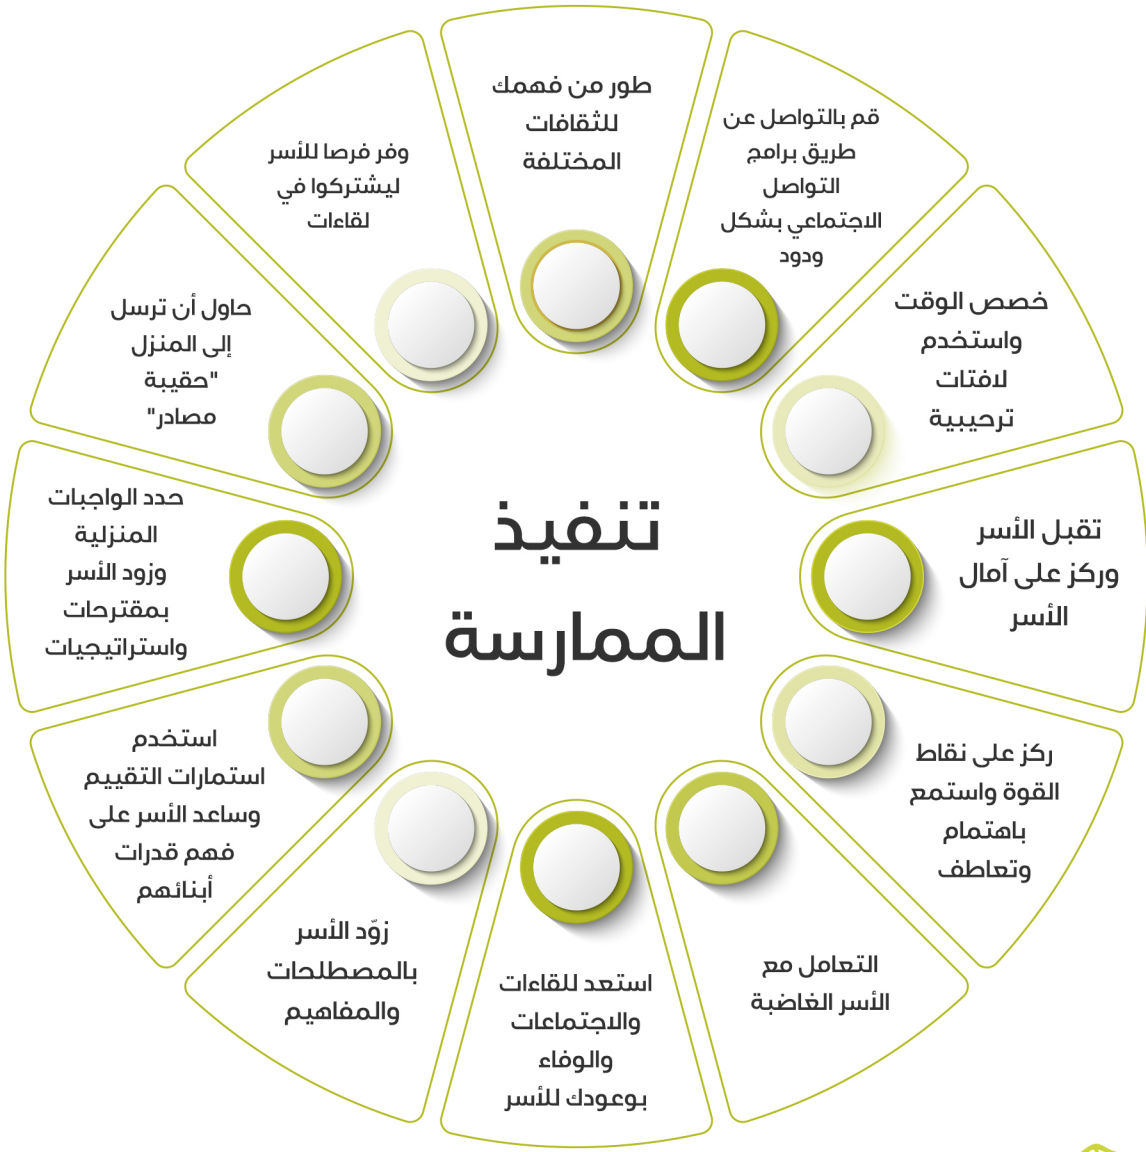 تنفيذ
الممارسة
طور من فهمك
للثقافات
المختلفة
قم بالتواصل عن
طريق برامج
التواصل
الاجتماعي بشكل
ودود
خصص الوقت
واستخدم
لافتات
ترحيبية
تقبل الأسر
وركز على آمال
الأسر
ركز على نقاط
القوة واستمع
باهتمام
وتعاطف
التعامل مع
الأسر الغاضبة
استعد للقاءات
والاجتماعات
والوفاء
بوعودك للأسر
زوّد الأسر
بالمصطلحات
والمفاهيم
استخدم
استمارات التقييم
وساعد الأسر على
فهم قدرات
أبنائهم
حدد الواجبات
المنزلية
وزود الأسر
بمقترحات
واستراتيجيات
حاول أن ترسل
إلى المنزل
"حقيبة
مصادر"
وفر فرصا للأسر
ليشتركوا في
لقاءات